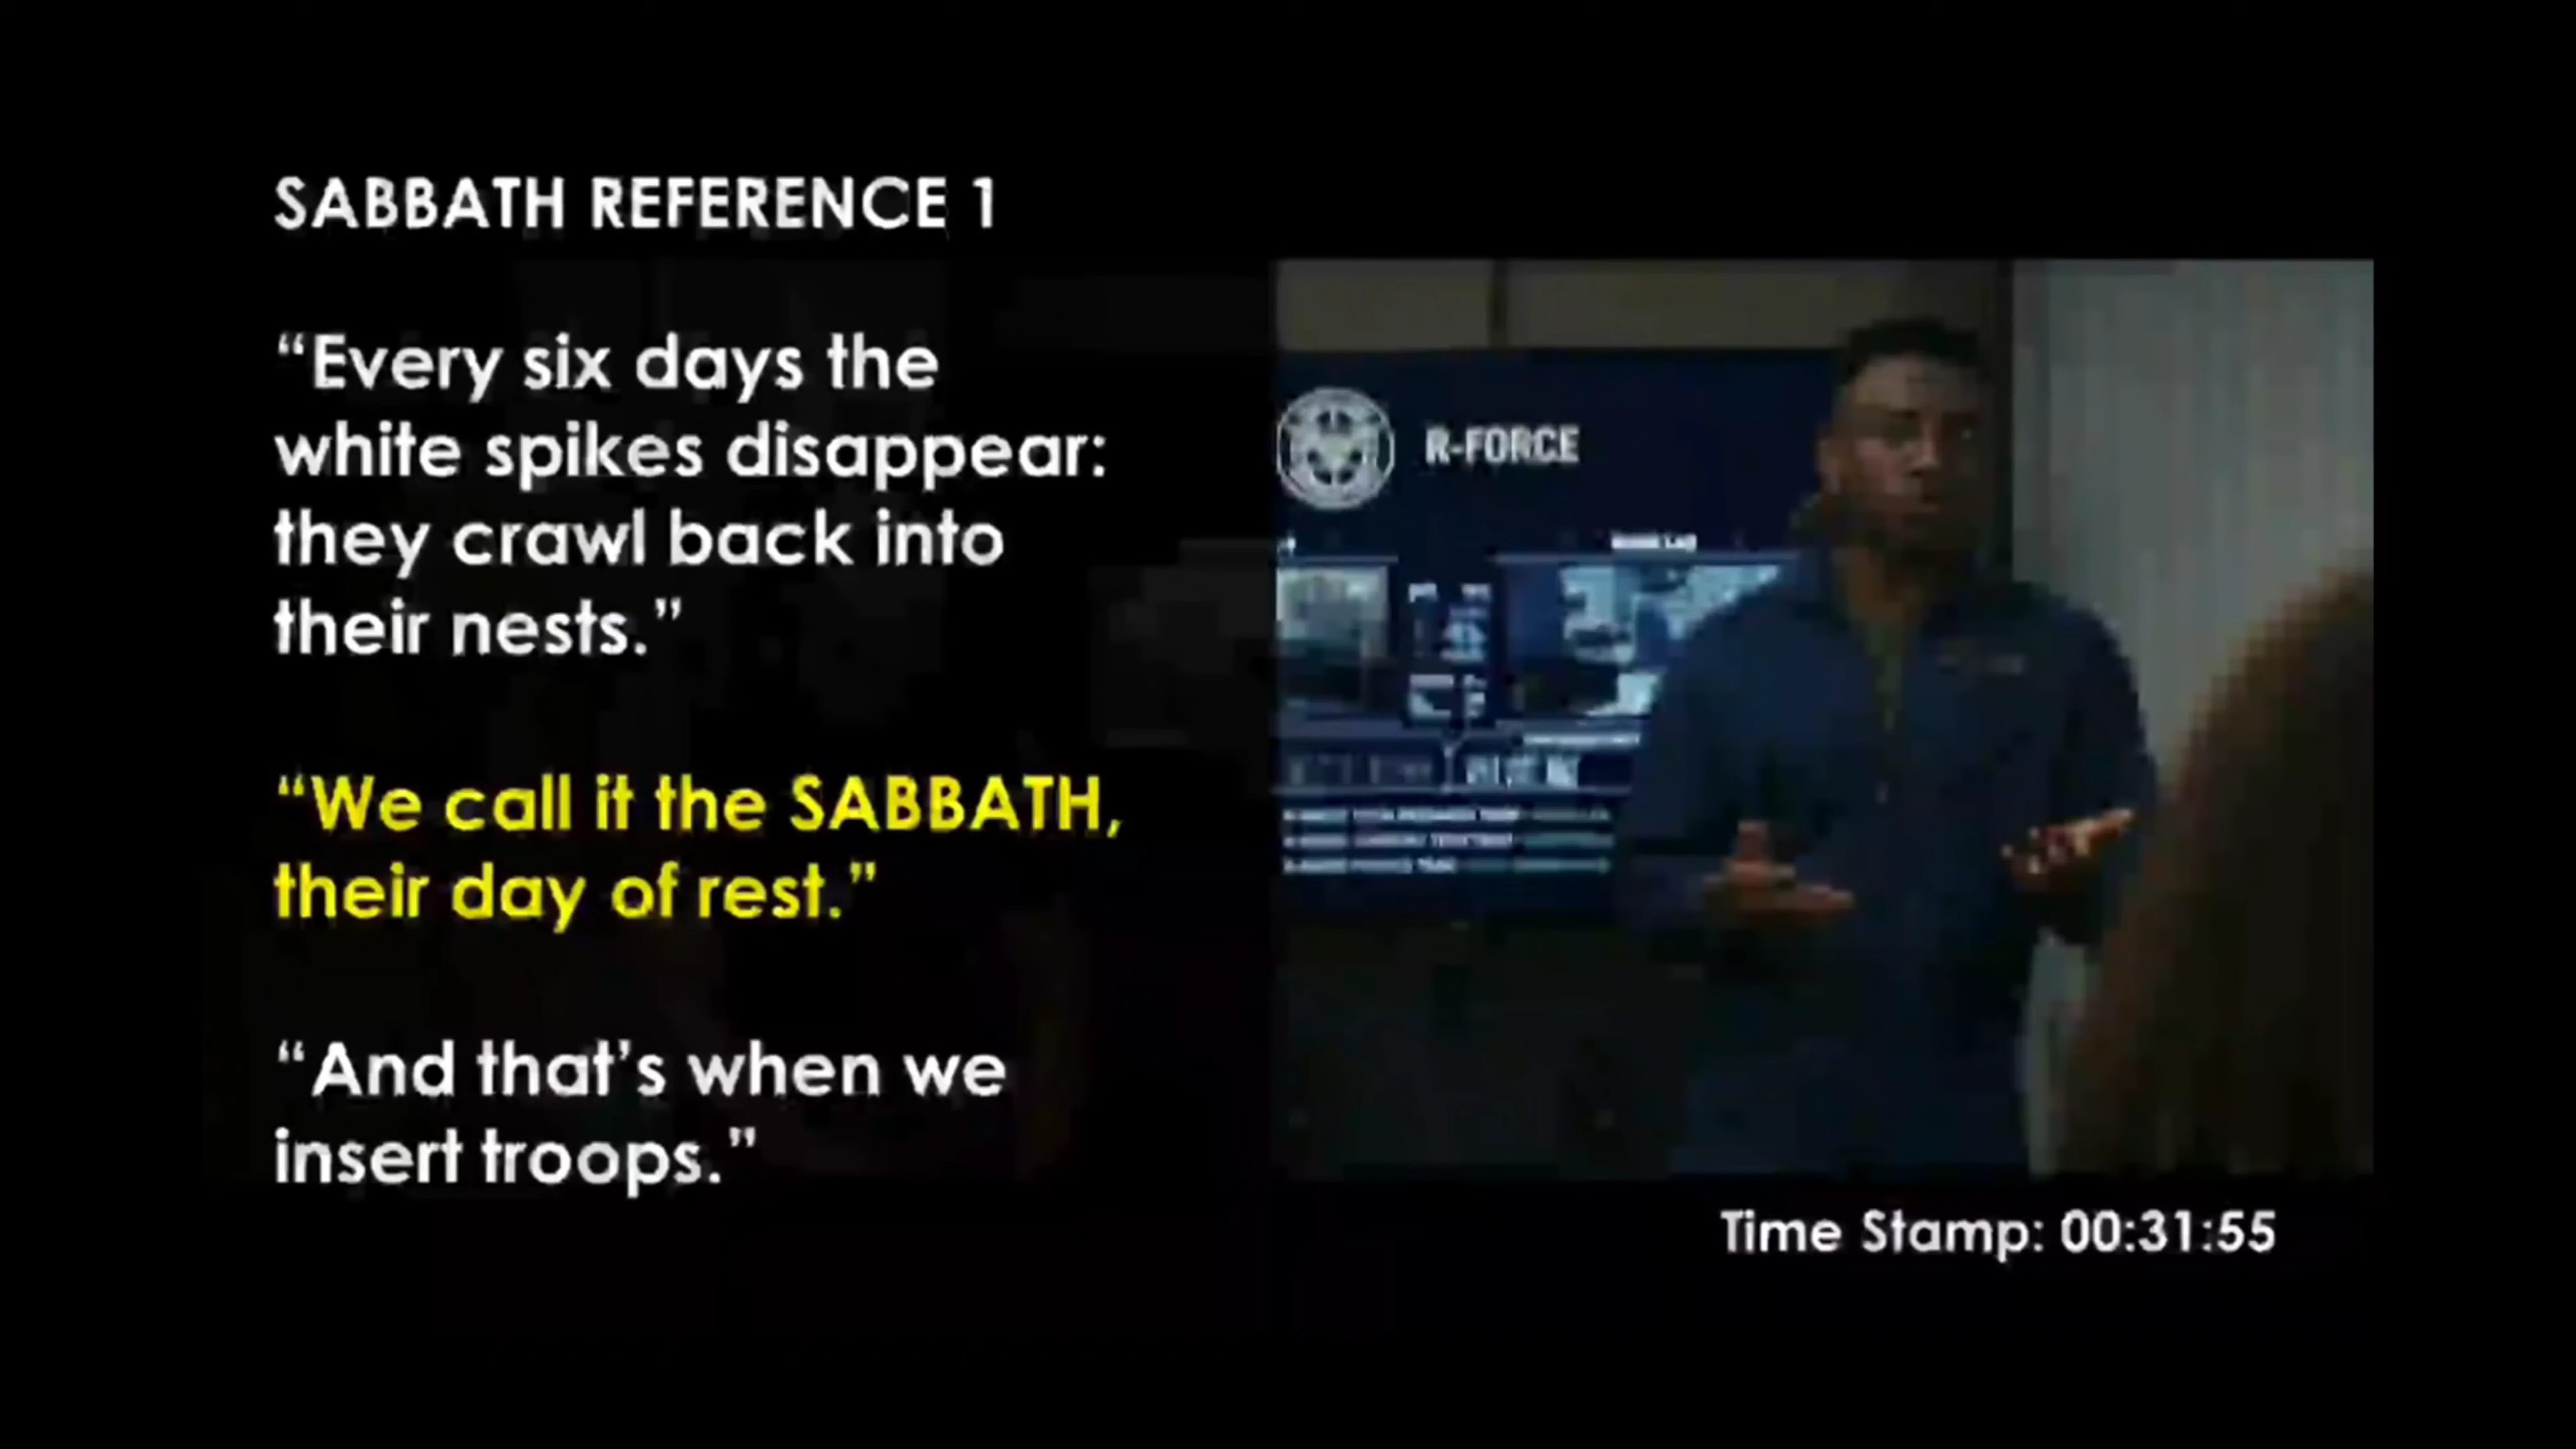 SABBATH REFERENCE 1
“Every six days the
white spikes disappear:
they crawl back into
their nests.”
“We call it the SABBATH,
their day of rest.”
“And that’s when we
insert troops.”
R-FORCE
Time Stamp: 00:31:55